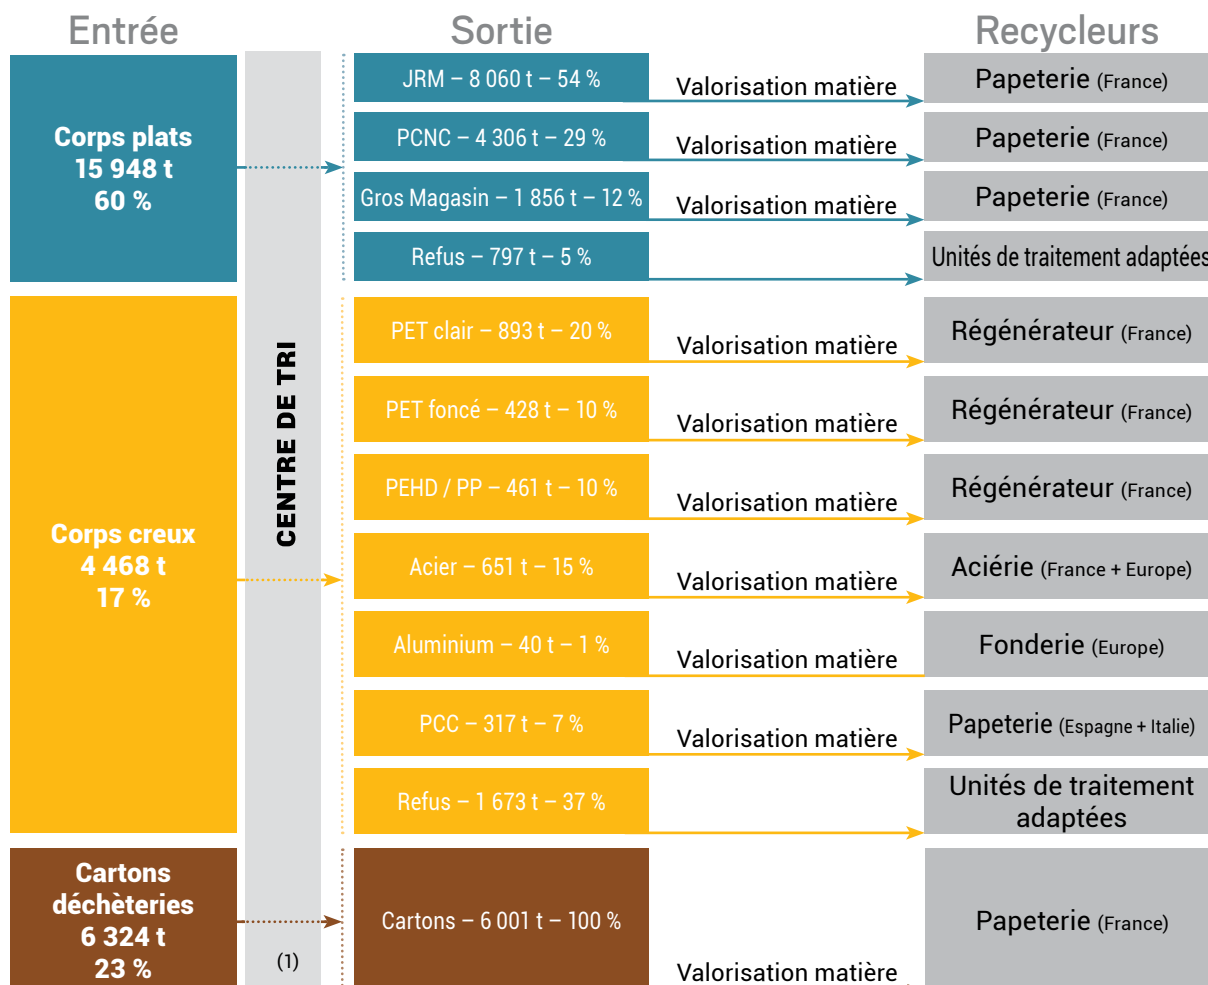 Entrée
Sortie
Recycleurs
Corps plats
15 948 t
60 %
JRM – 8 060 t – 54 %
Valorisation matière
Papeterie (France)
PCNC – 4 306 t – 29 %
Valorisation matière
Papeterie (France)
Gros Magasin – 1 856 t – 12 %
Valorisation matière
Papeterie (France)
Refus – 797 t – 5 %
Unités de traitement adaptées
CENTRE DE TRI
Corps creux
4 468 t
17 %
PET clair – 893 t – 20 %
Valorisation matière
Régénérateur (France)
PET foncé – 428 t – 10 %
Valorisation matière
Régénérateur (France)
PEHD / PP – 461 t – 10 %
Valorisation matière
Régénérateur (France)
Acier – 651 t – 15 %
Valorisation matière
Aciérie (France + Europe)
Aluminium – 40 t – 1 %
Valorisation matière
Fonderie (Europe)
PCC – 317 t – 7 %
Valorisation matière
Papeterie (Espagne + Italie)
Refus – 1 673 t – 37 %
Unités de traitement
adaptées
Cartons
déchèteries
6 324 t
23 %
(1)
Cartons – 6 001 t – 100 %
Valorisation matière
Papeterie (France)